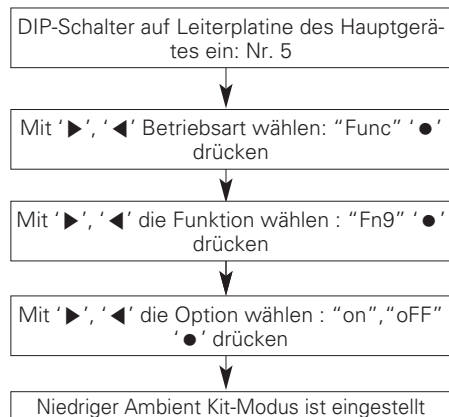 DIP-Schalter auf Leiterplatine des Hauptgerä-
tes ein: Nr. 5
Mit ‘▶’, ‘◀’ Betriebsart wählen: “Func” ‘●’
drücken
Mit ‘▶’, ‘◀’ die Funktion wählen : “Fn9” ‘●’
drücken
Mit ‘▶’, ‘◀’ die Option wählen : “on”,“oFF”
‘●’ drücken
Niedriger Ambient Kit-Modus ist eingestellt